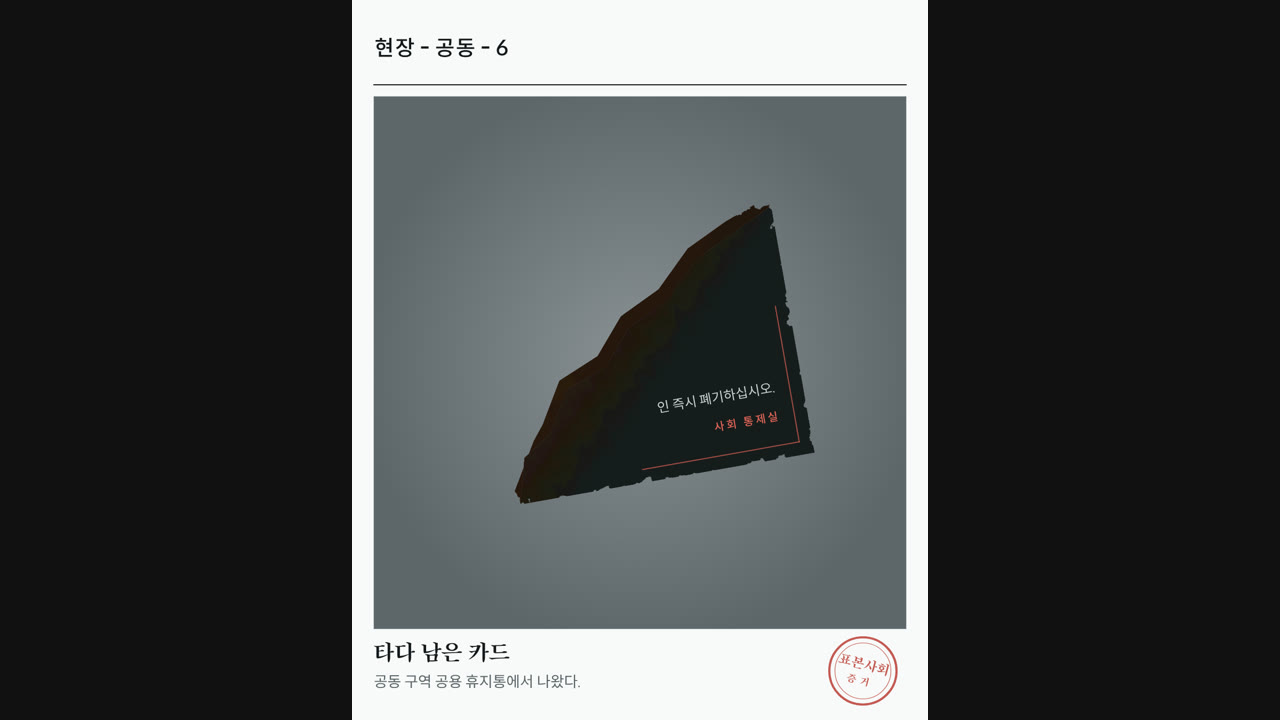 현장 - 공동 - 6
인 즉시 폐기하십시오.
사회 통제실
타다 남은 카드
공동 구역 공용 휴지통에서 나왔다.
표본사회
증거